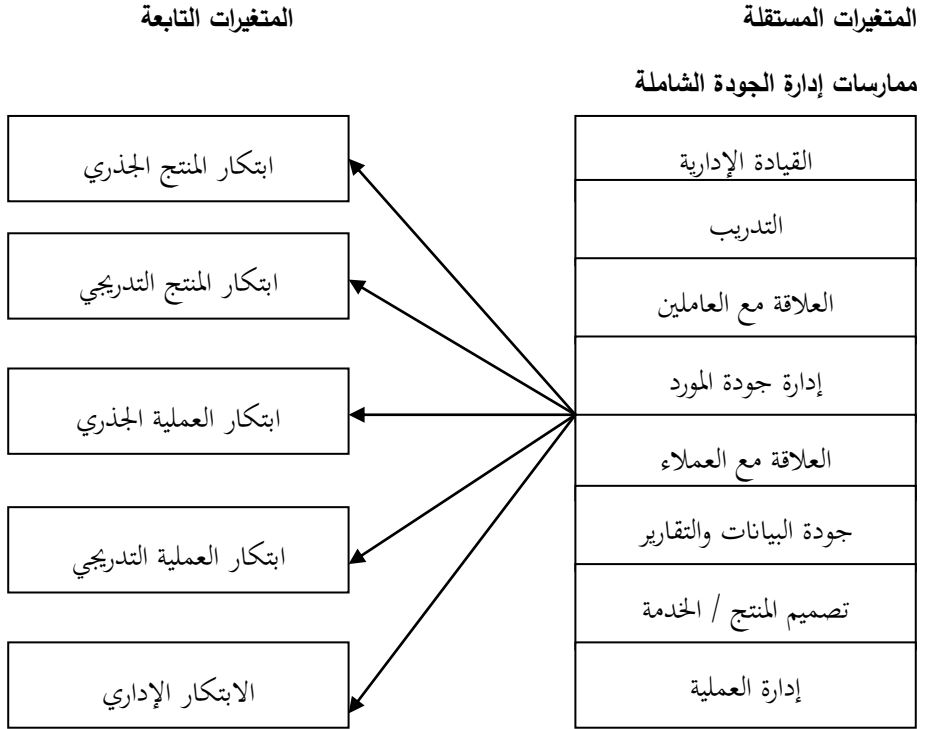 المتغيرات المستقلة
المتغيرات التابعة
ممارسات إدارة الجودة الشاملة
القيادة الإدارية
التدريب
العلاقة مع العاملين
إدارة جودة المورد
العلاقة مع العملاء
جودة البيانات والتقارير
تصميم المنتج / الخدمة
إدارة العملية
ابتكار المنتج الجذري
ابتكار المنتج التدريجي
ابتكار العملية الجذري
ابتكار العملية التدريجي
الابتكار الإداري